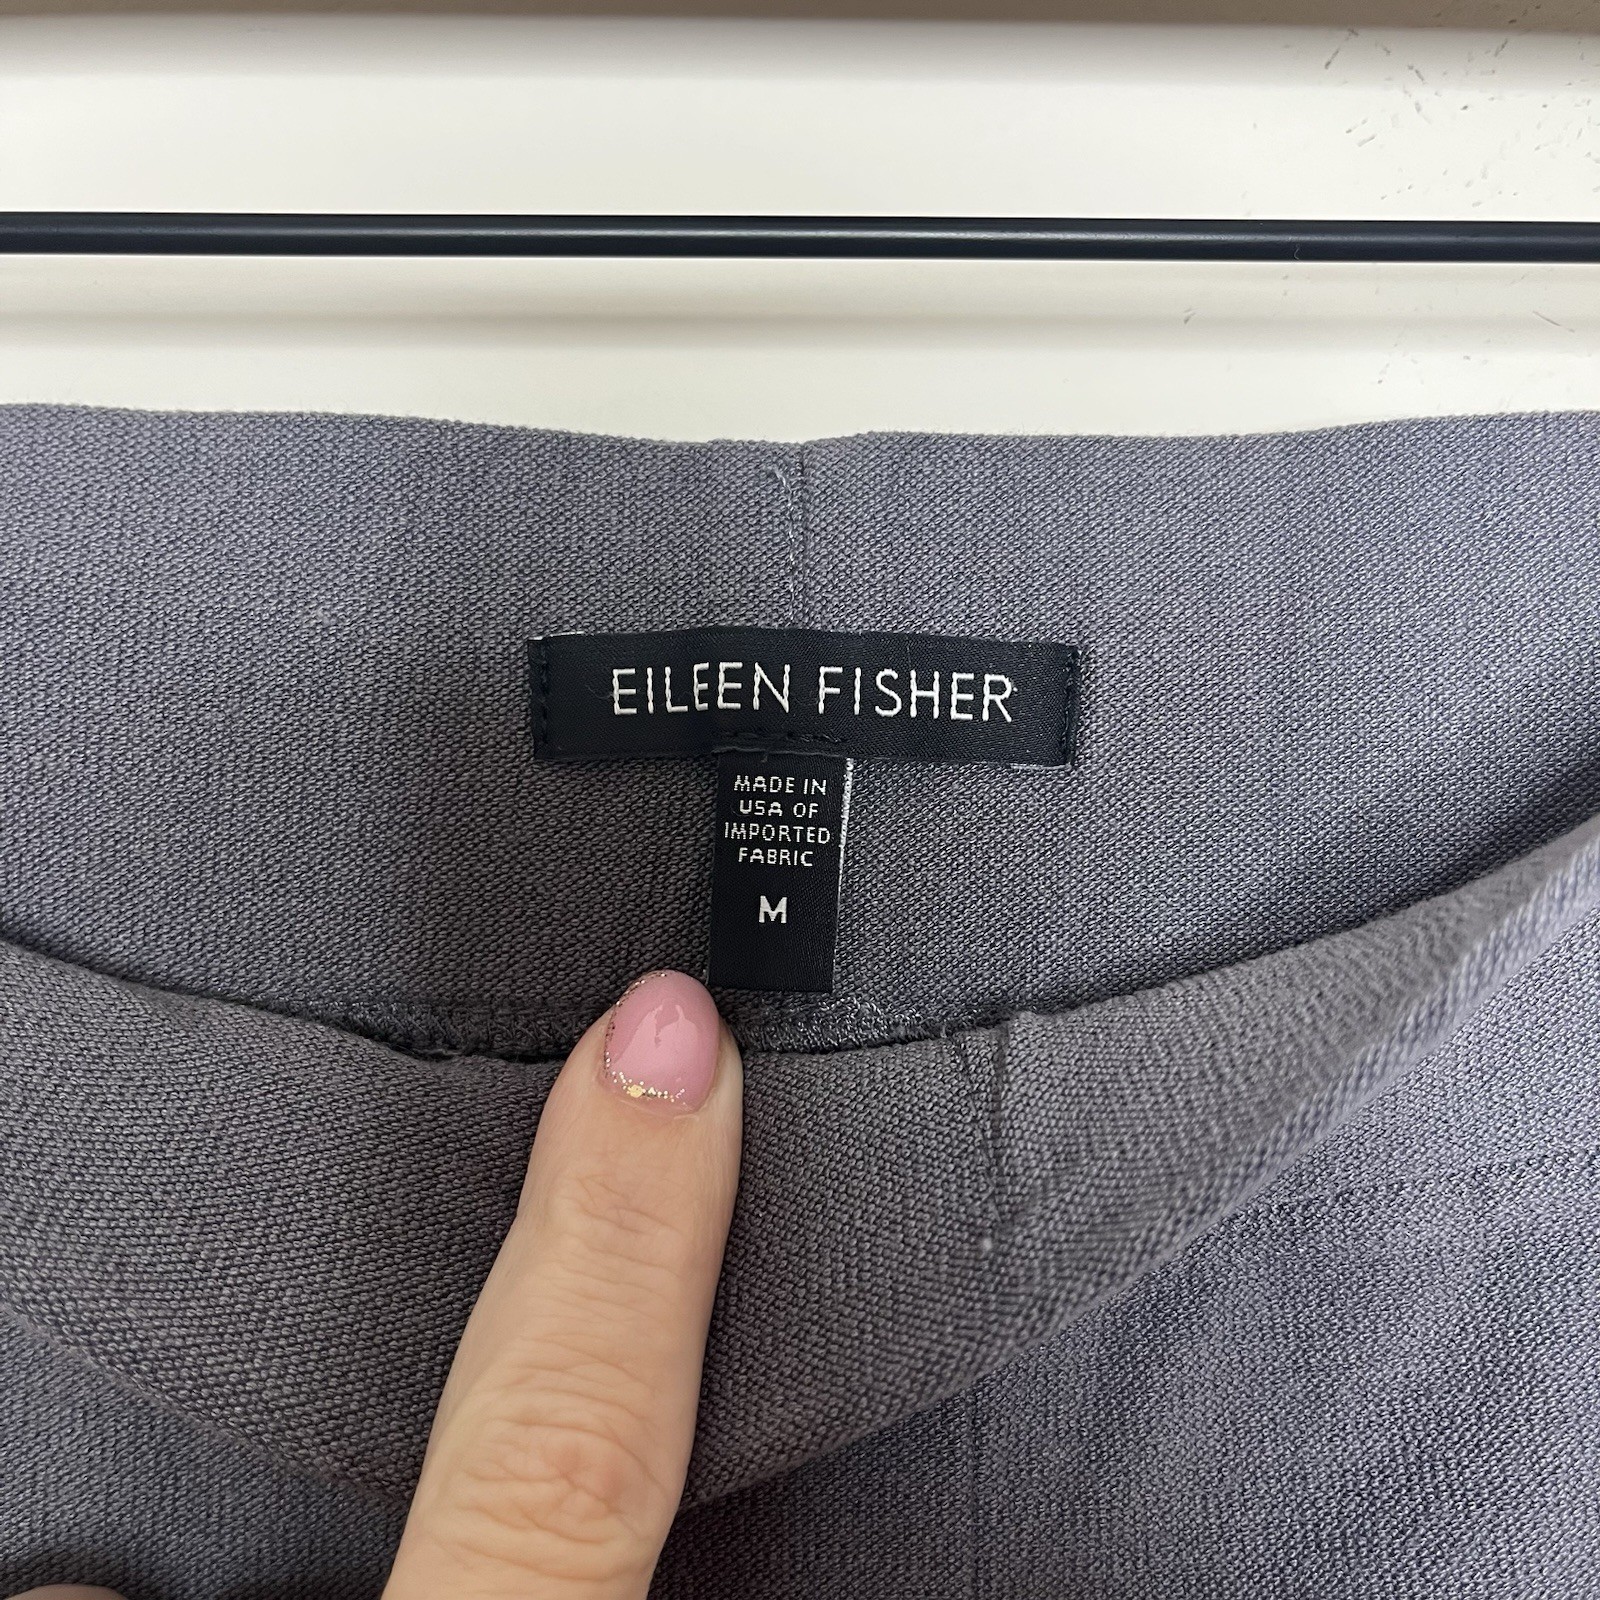 EILEEN FISHER
MADE IN
USA OF
IMPORTED
FABRIC
M